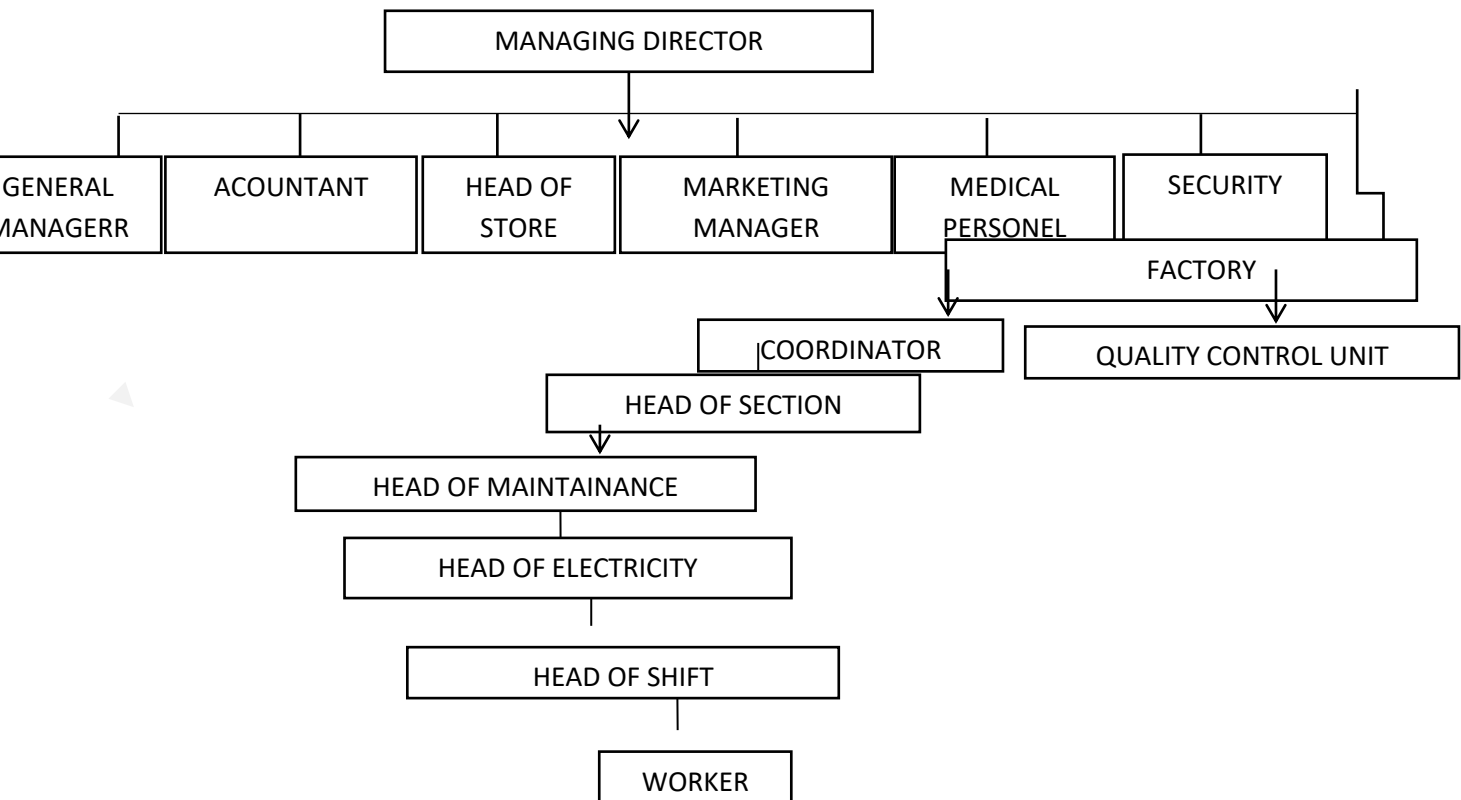 MANAGING DIRECTOR
GENERAL
MANAGERR
ACOUNTANT
HEAD OF
STORE
MARKETING
MANAGER
MEDICAL
PERSONEL
SECURITY
FACTORY
COORDINATOR
QUALITY CONTROL UNIT
HEAD OF SECTION
HEAD OF MAINTAINANCE
HEAD OF ELECTRICITY
HEAD OF SHIFT
WORKER